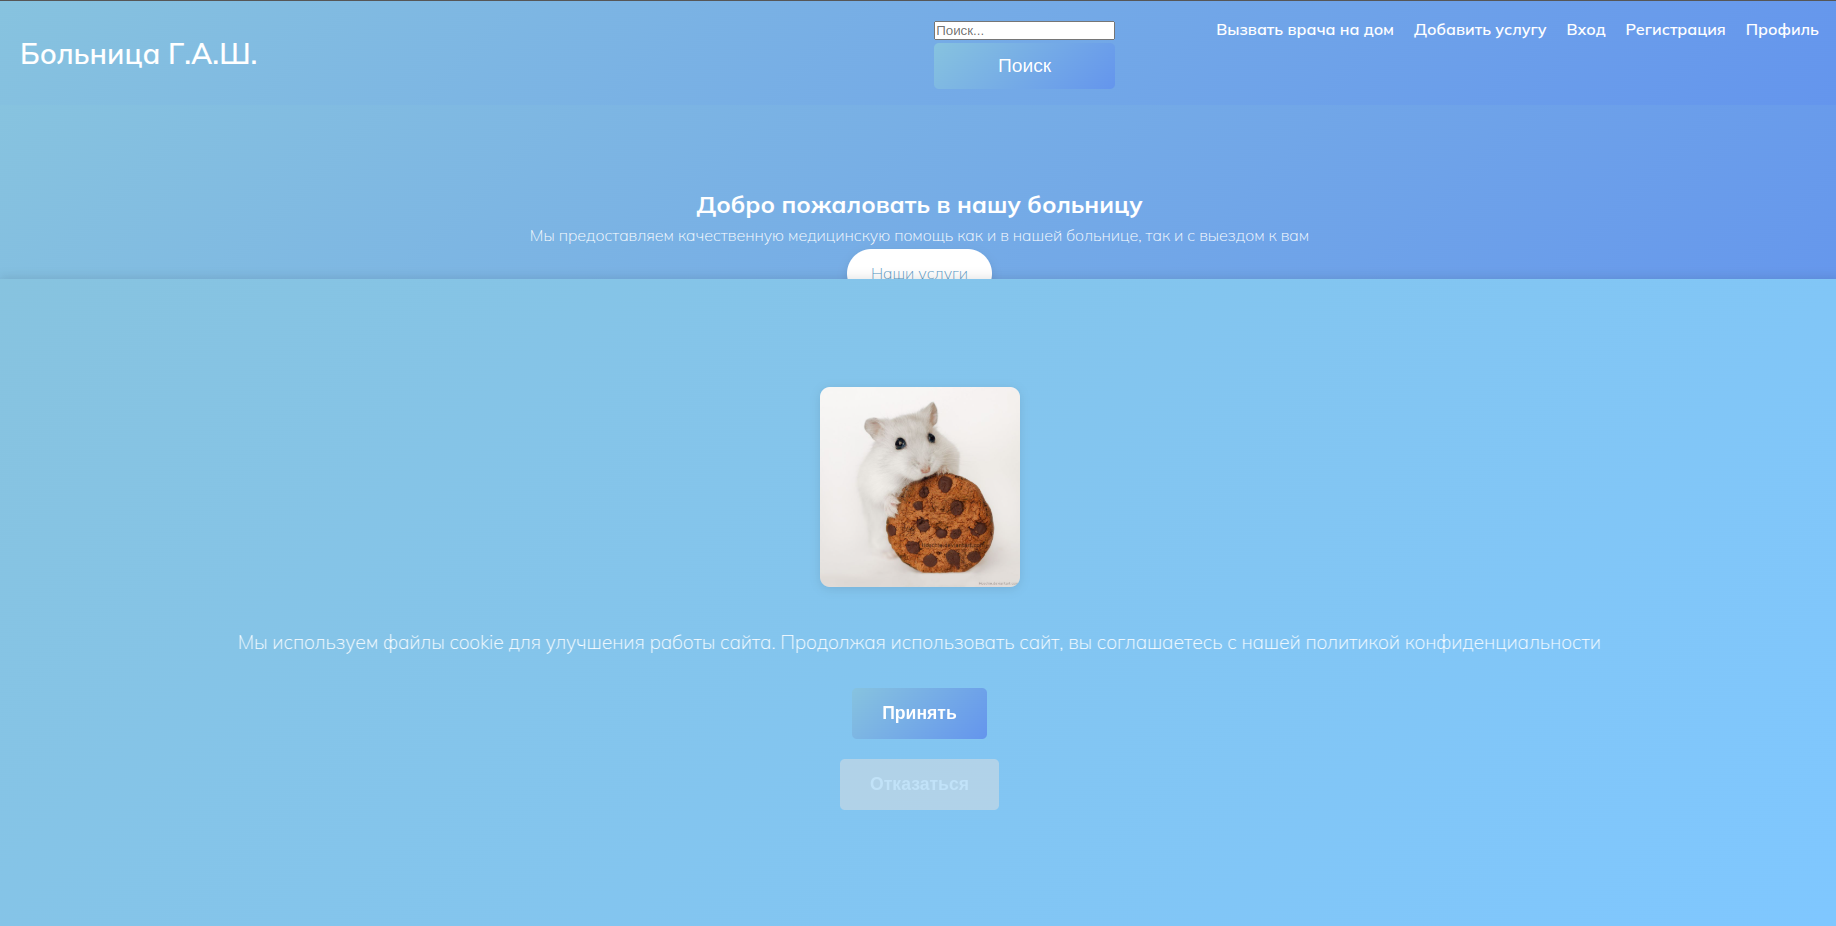 Больница Г.А.Ш.
Поиск...
Поиск
Вызвать врача на дом Добавить услугу Вход Регистрация Профиль
Добро пожаловать в нашу больницу
Мы предоставляем качественную медицинскую помощь как и в нашей больнице, так и с выездом к вам
Наши услуги
Мы используем файлы cookie для улучшения работы сайта. Продолжая использовать сайт, вы соглашаетесь с нашей политикой конфиденциальности
Принять
Отказаться